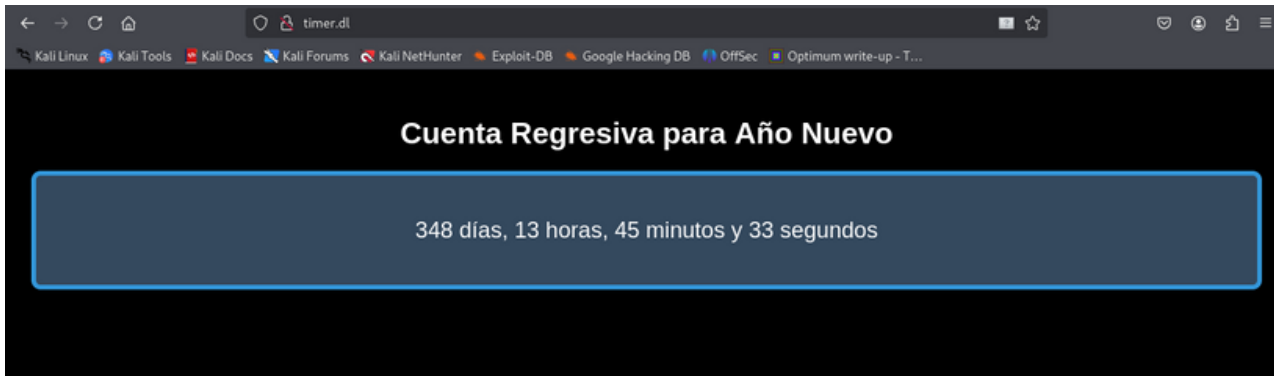 timer.dl
Kali Linux Kali Tools Kali Docs Kali Forums Kali NetHunter Exploit-DB Google Hacking DB OffSec Optimum write-up - T...
Cuenta Regresiva para Año Nuevo
348 días, 13 horas, 45 minutos y 33 segundos